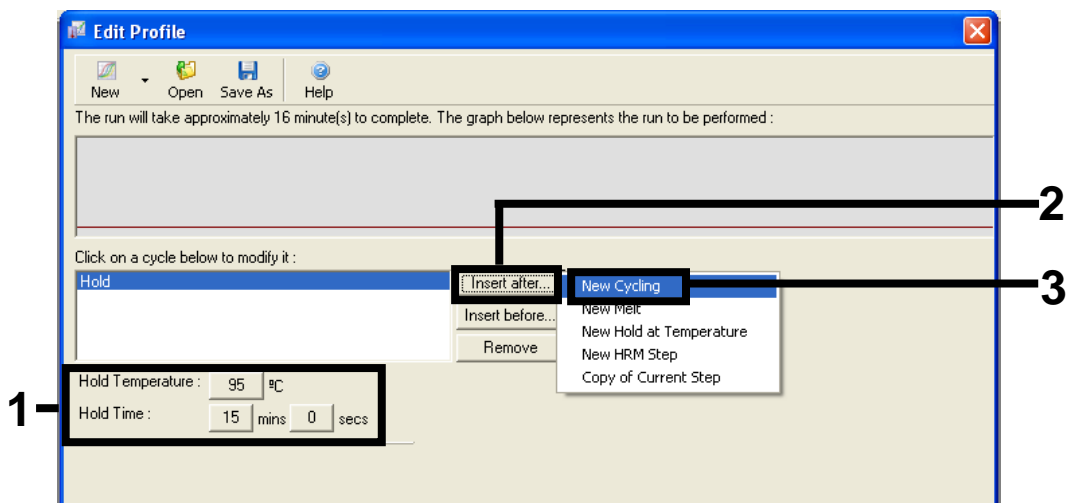 Edit Profile
New Open Save As Help
The run will take approximately 16 minute(s) to complete. The graph below represents the run to be performed :
2
Click on a cycle below to modify it :
Hold
Insert after...
New Cycling
3
Insert before...
New Melt
New Hold at Temperature
Remove
New HRM Step
Copy of Current Step
1
Hold Temperature : 95 ºC
Hold Time : 15 mins 0 secs